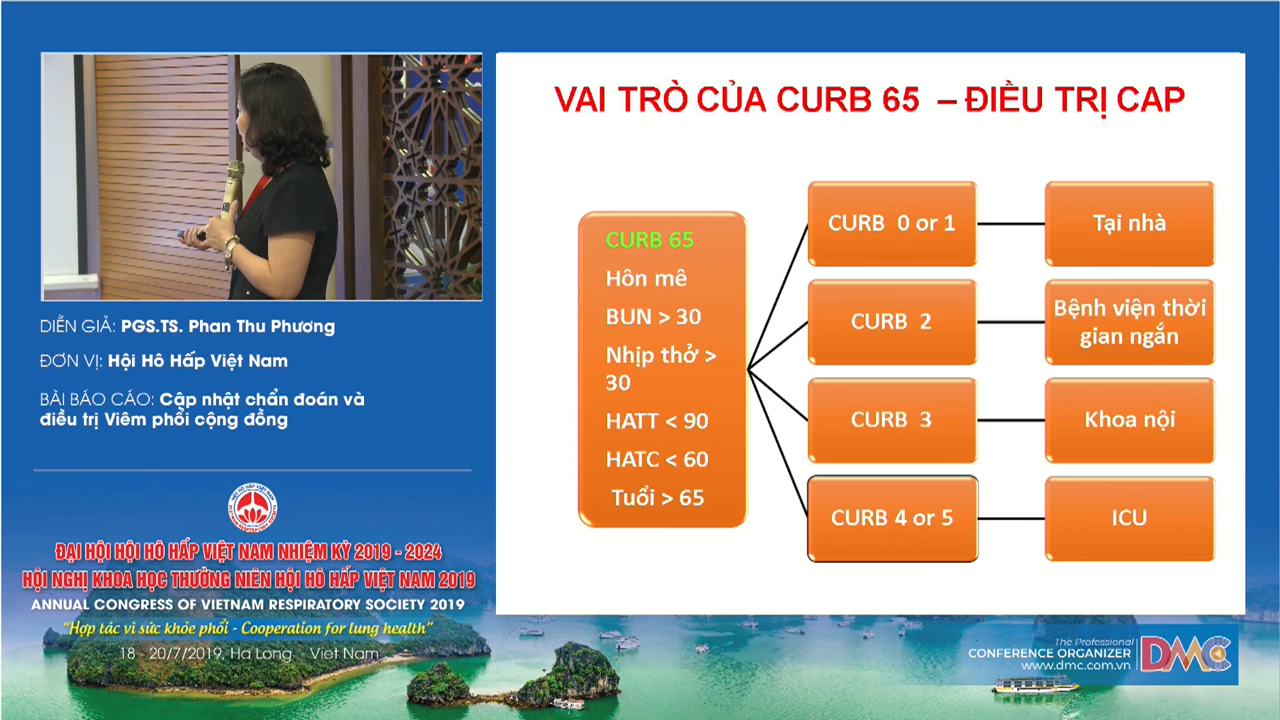 VAI TRÒ CỦA CURB 65 – ĐIỀU TRỊ CAP
CURB 65
Hôn mê
BUN > 30
Nhịp thở >
30
HATT < 90
HATC < 60
Tuổi > 65
CURB 0 or 1
Tại nhà
CURB 2
Bệnh viện thời
gian ngắn
CURB 3
Khoa nội
CURB 4 or 5
ICU
DIỄN GIẢ: PGS.TS. Phan Thu Phương
ĐƠN VỊ: Hội Hô Hấp Việt Nam
BÀI BÁO CÁO: Cập nhật chẩn đoán và
điều trị Viêm phổi cộng đồng
ĐẠI HỘI HỘI HÔ HẤP VIỆT NAM NHIỆM KỲ 2019 - 2024
HỘI NGHỊ KHOA HỌC THƯỜNG NIÊN HỘI HÔ HẤP VIỆT NAM 2019
ANNUAL CONGRESS OF VIETNAM RESPIRATORY SOCIETY 2019
“Hợp tác vì sức khỏe phổi - Cooperation for lung health”
18 - 20/7/2019, Ha Long Viet Nam
The Professional
CONFERENCE ORGANIZER
www.dmc.com.vn
DMC